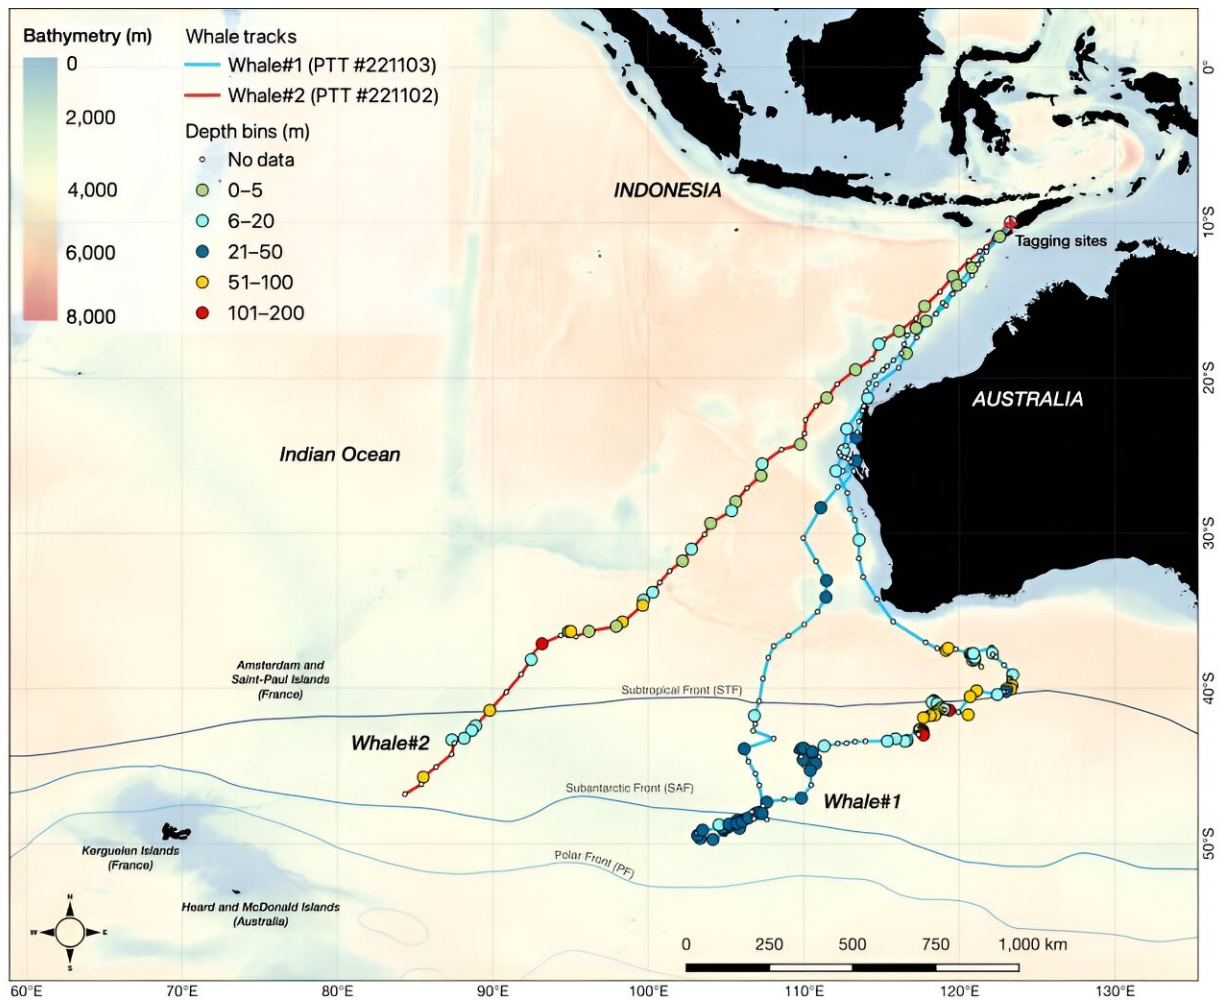 Bathymetry (m)
0
2,000
4,000
6,000
8,000
Whale tracks
Whale#1 (PTT #221103)
Whale#2 (PTT #221102)
Depth bins (m)
No data
0–5
6–20
21–50
51–100
101–200
INDONESIA
Tagging sites
AUSTRALIA
Indian Ocean
Amsterdam and
Saint-Paul Islands
(France)
Subtropical Front (STF)
Whale#2
Subantarctic Front (SAF)
Whale#1
Kerguelen Islands
(France)
Polar Front (PF)
Heard and McDonald Islands
(Australia)
N
W
E
S
0
250
500
750
1,000 km
0°
10°S
20°S
30°S
40°S
50°S
60°E
70°E
80°E
90°E
100°E
110°E
120°E
130°E